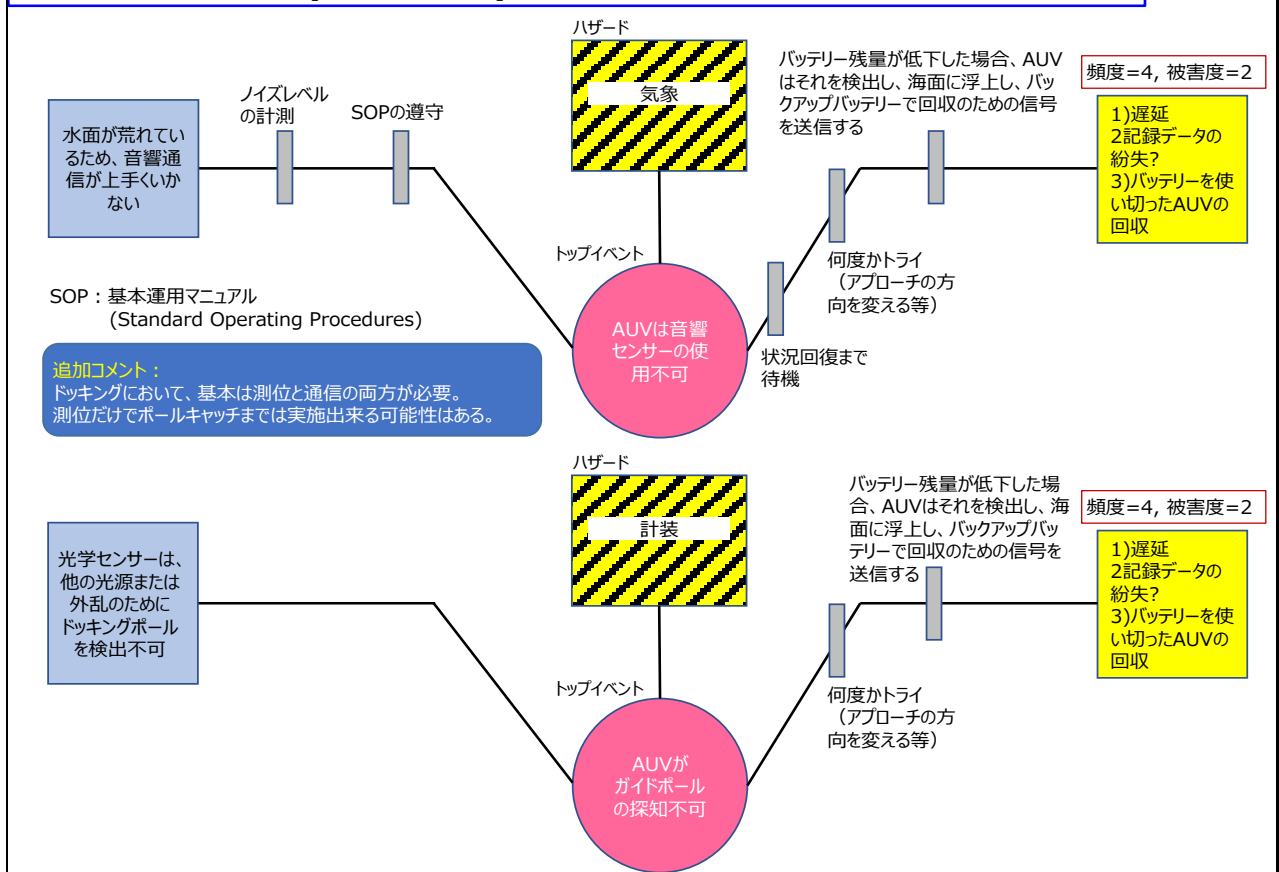 ハザード
気象
バッテリー残量が低下した場合、AUV
はそれを検出し、海面に浮上し、バッ
クアップバッテリーで回収のための信号
を送信する
頻度=4, 被害度=2
ノイズレベル
の計測
SOPの遵守
水面が荒れてい
るため、音響通
信が上手くいか
ない
1)遅延
2記録データの
紛失?
3)バッテリーを使
い切ったAUVの
回収
トップイベント
何度かトライ
（アプローチの方
向を変える等）
SOP：基本運用マニュアル
(Standard Operating Procedures)
AUVは音響
センサーの使
用不可
状況回復まで
待機
追加コメント：
ドッキングにおいて、基本は測位と通信の両方が必要。
測位だけでポールキャッチまでは実施出来る可能性はある。
ハザード
計装
バッテリー残量が低下した場
合、AUVはそれを検出し、海
面に浮上し、バックアップバッ
テリーで回収のための信号を
送信する
頻度=4, 被害度=2
光学センサーは、
他の光源または
外乱のために
ドッキングポール
を検出不可
1)遅延
2記録データの
紛失?
3)バッテリーを使
い切ったAUVの
回収
トップイベント
何度かトライ
（アプローチの方
向を変える等）
AUVが
ガイドポール
の探知不可